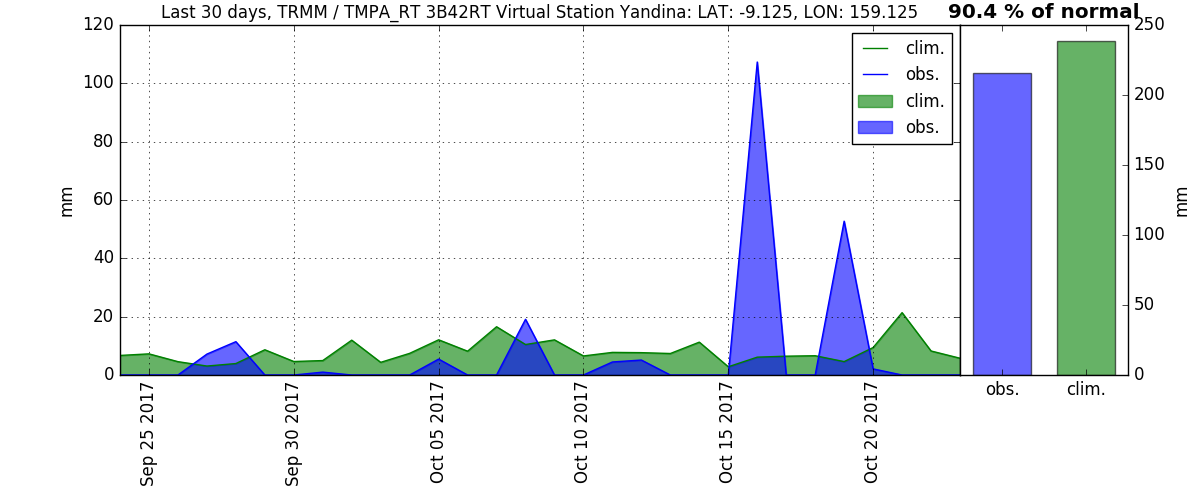 Last 30 days, TRMM / TMPA_RT 3B42RT Virtual Station Yandina: LAT: -9.125, LON: 159.125
90.4 % of normal
120
100
80
60
40
20
0
mm
clim.
obs.
clim.
obs.
Sep 25 2017
Sep 30 2017
Oct 05 2017
Oct 10 2017
Oct 15 2017
Oct 20 2017
250
200
150
100
50
0
mm
obs.
clim.